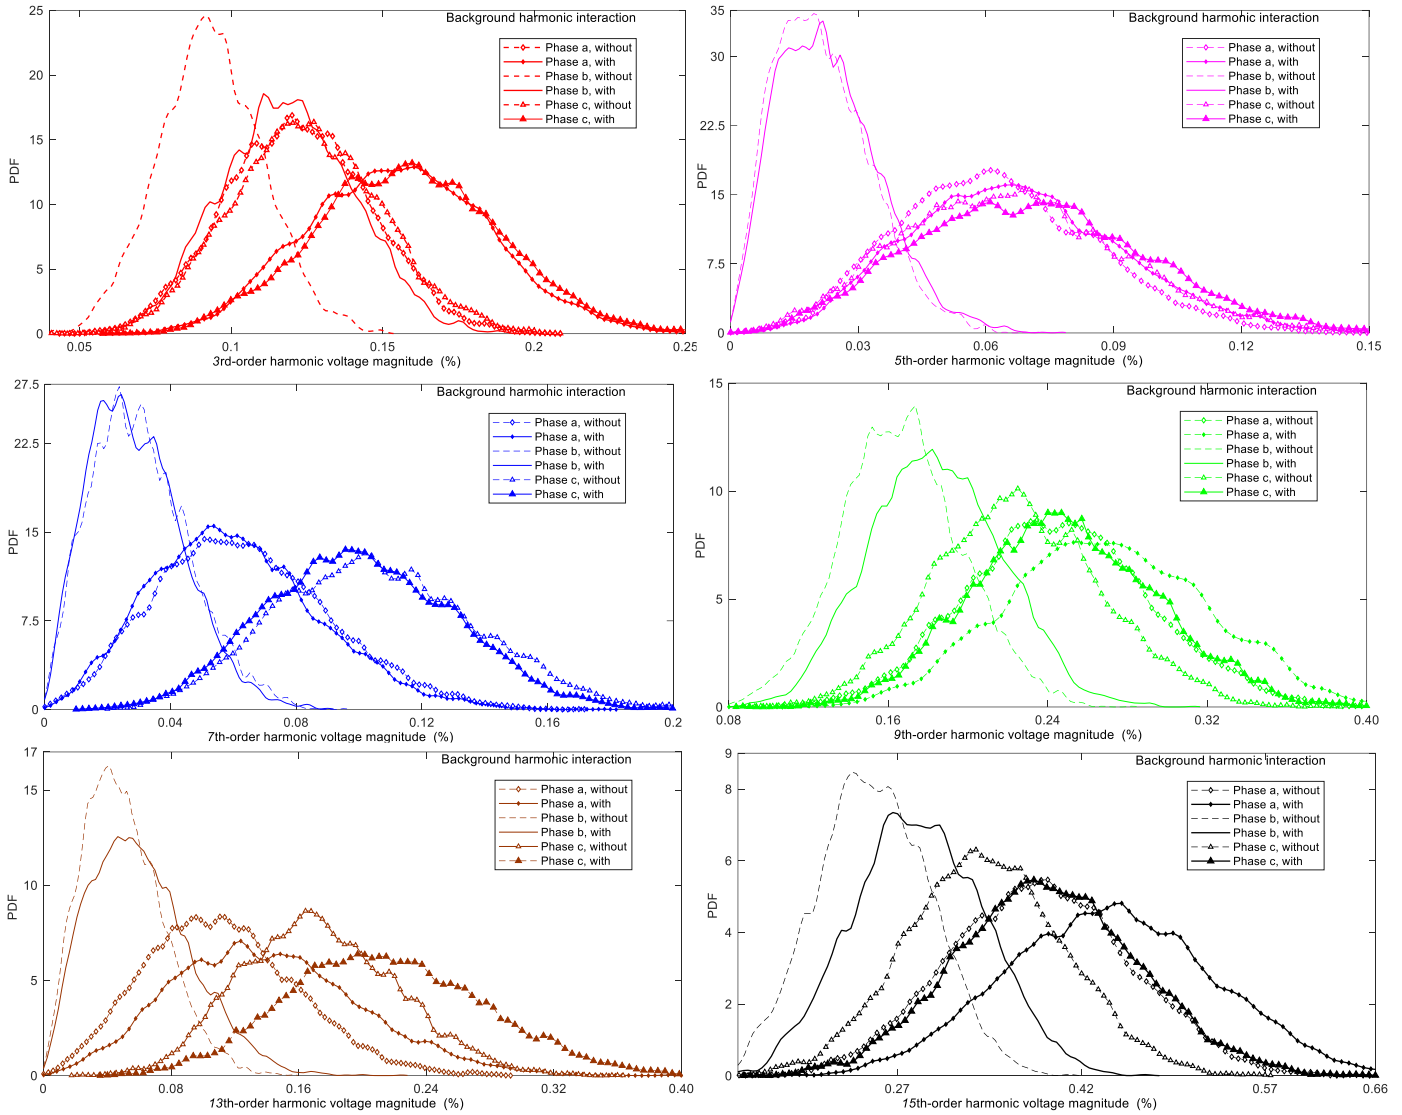 Background harmonic interaction
Phase a, without
Phase a, with
Phase b, without
Phase b, with
Phase c, without
Phase c, with
25
20
15
10
5
0
PDF
0.05
0.1
0.15
0.2
0.25
3rd-order harmonic voltage magnitude (%)
Background harmonic interaction
Phase a, without
Phase a, with
Phase b, without
Phase b, with
Phase c, without
Phase c, with
35
30
22.5
15
7.5
0
PDF
0
0.03
0.06
0.09
0.12
0.15
5th-order harmonic voltage magnitude (%)
Background harmonic interaction
Phase a, without
Phase a, with
Phase b, without
Phase b, with
Phase c, without
Phase c, with
27.5
22.5
15
7.5
0
PDF
0
0.04
0.08
0.12
0.16
0.2
7th-order harmonic voltage magnitude (%)
Background harmonic interaction
Phase a, without
Phase a, with
Phase b, without
Phase b, with
Phase c, without
Phase c, with
15
10
5
0
PDF
0.08
0.16
0.24
0.32
0.40
9th-order harmonic voltage magnitude (%)
Background harmonic interaction
Phase a, without
Phase a, with
Phase b, without
Phase b, with
Phase c, without
Phase c, with
17
15
10
5
0
PDF
0
0.08
0.16
0.24
0.32
0.40
13th-order harmonic voltage magnitude (%)
Background harmonic interaction
Phase a, without
Phase a, with
Phase b, without
Phase b, with
Phase c, without
Phase c, with
9
8
6
4
2
0
PDF
0.27
0.42
0.57
0.66
15th-order harmonic voltage magnitude (%)